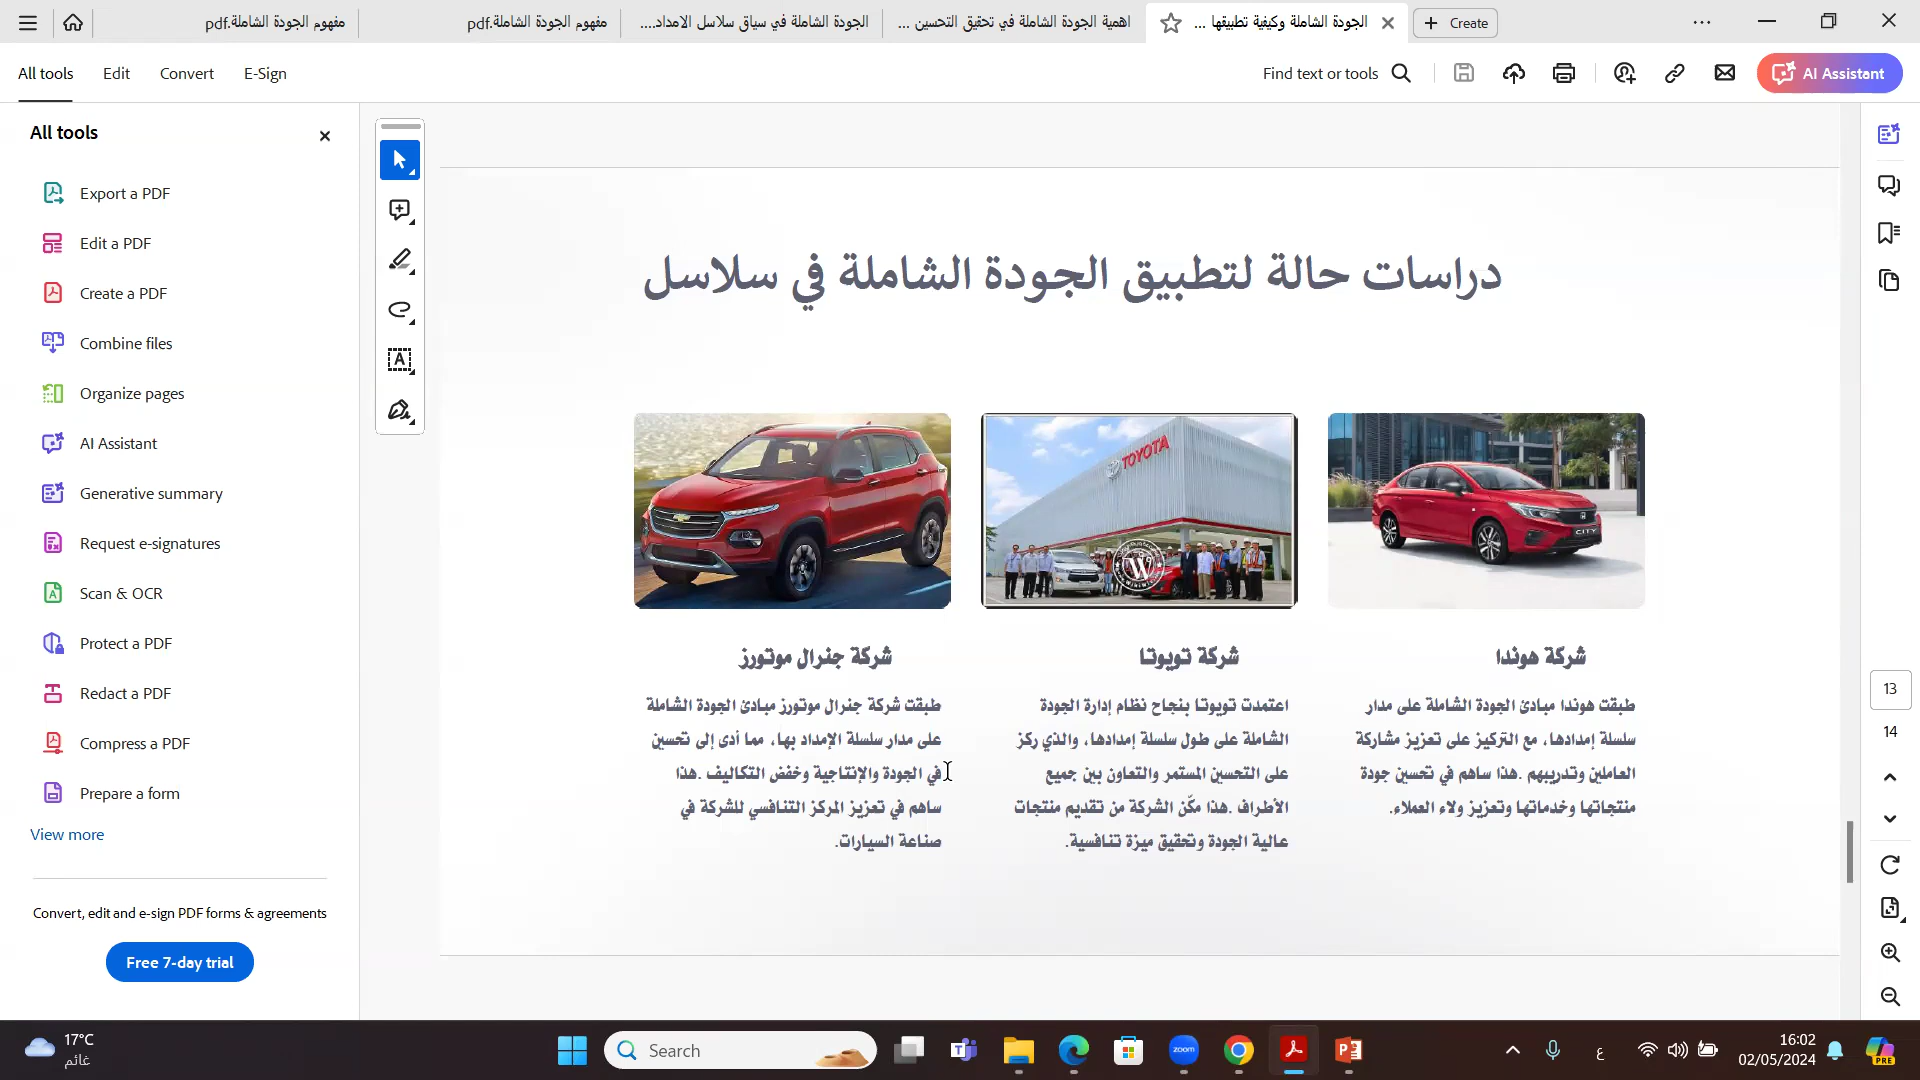 مفهوم الجودة الشاملة.pdf
مفهوم الجودة الشاملة.pdf
الجودة الشاملة في سياق سلاسل الامداد....
اهمية الجودة الشاملة في تحقيق التحسين ...
الجودة الشاملة وكيفية تطبيقها ...
Create
All tools
Edit
Convert
E-Sign
Find text or tools
AI Assistant
All tools
Export a PDF
Edit a PDF
Create a PDF
Combine files
Organize pages
AI Assistant
Generative summary
Request e-signatures
Scan & OCR
Protect a PDF
Redact a PDF
Compress a PDF
Prepare a form
View more
Convert, edit and e-sign PDF forms & agreements
Free 7-day trial
دراسات حالة لتطبيق الجودة الشاملة في سلاسل
TOYOTA
CITY
شركة هوندا
طبقت هوندا مبادئ الجودة الشاملة على مدار
سلسلة إمدادها، مع التركيز على تعزيز مشاركة
العاملين وتدريبهم .هذا ساهم في تحسين جودة
منتجاتها وخدماتها وتعزيز ولاء العملاء.
شركة تويوتا
اعتمدت تويوتا بنجاح نظام إدارة الجودة
الشاملة على طول سلسلة إمدادها، والذي ركز
على التحسين المستمر والتعاون بين جميع
الأطراف .هذا مكّن الشركة من تقديم منتجات
عالية الجودة وتحقيق ميزة تنافسية.
شركة جنرال موتورز
طبقت شركة جنرال موتورز مبادئ الجودة الشاملة
على مدار سلسلة الإمداد بها، مما أدى إلى تحسين
في الجودة والإنتاجية وخفض التكاليف .هذا
ساهم في تعزيز المركز التنافسي للشركة في
صناعة السيارات.
13
14
17°C
غائم
Search
zoom
ع
16:02
02/05/2024
PRE